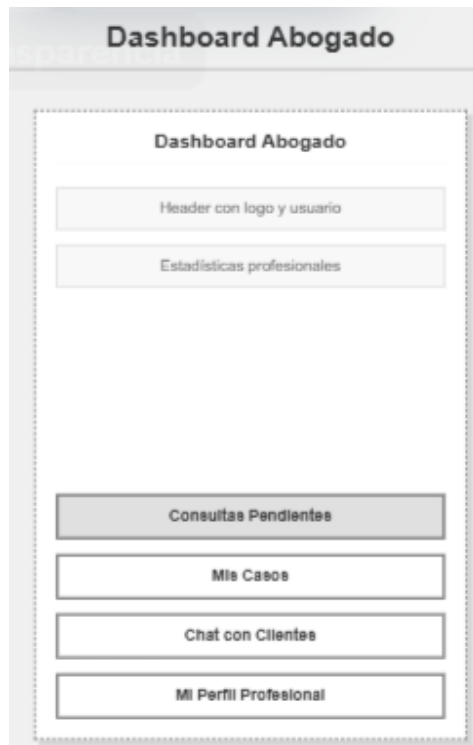 Dashboard Abogado
sparencia
Dashboard Abogado
Header con logo y usuario
Estadísticas profesionales
Consultas Pendientes
Mis Casos
Chat con Clientes
Mi Perfil Profesional